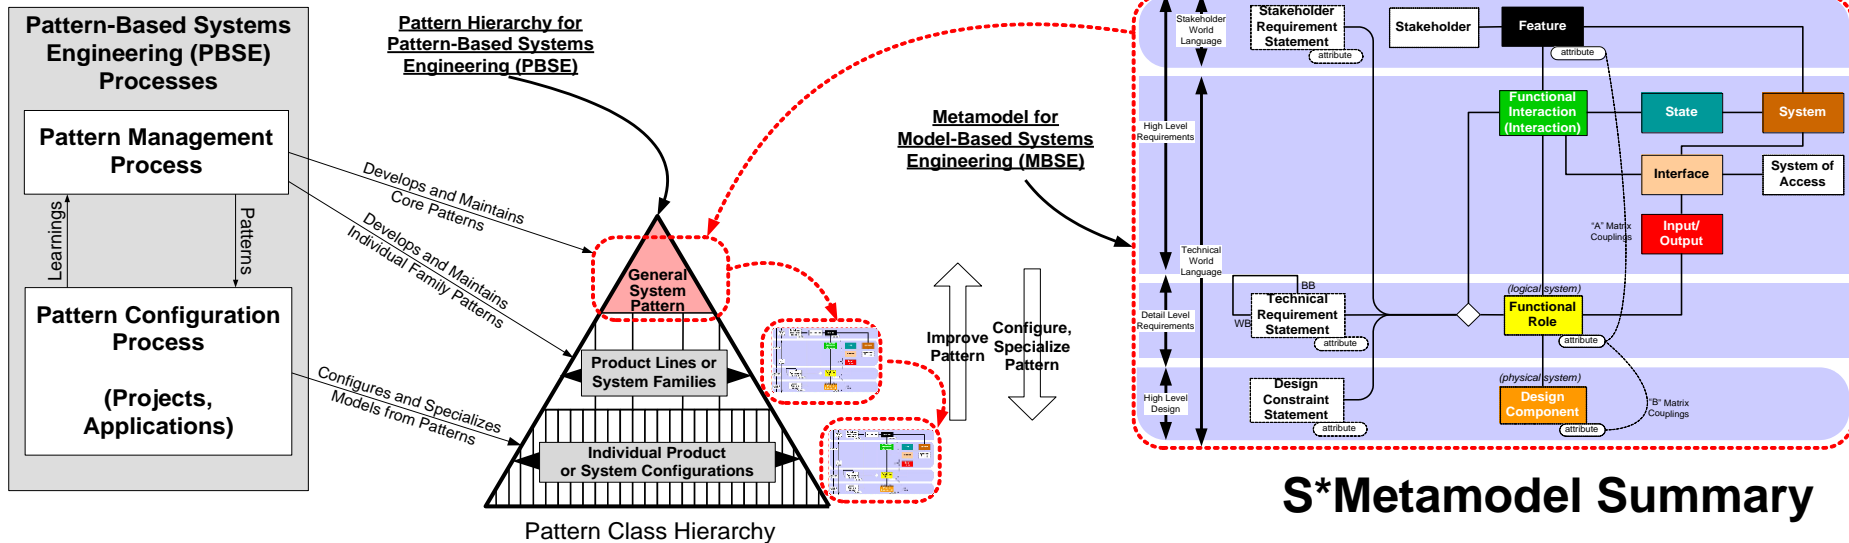 Pattern-Based Systems
Engineering (PBSE)
Processes
Pattern Management
Process
Learnings
Patterns
Pattern Configuration
Process
(Projects,
Applications)
Develops and Maintains
Core Patterns
Develops and Maintains
Individual Family Patterns
Configures and Specializes
Models from Patterns
Pattern Hierarchy for
Pattern-Based Systems
Engineering (PBSE)
General
System
Pattern
Product Lines or
System Families
Individual Product
or System Configurations
Pattern Class Hierarchy
Improve
Pattern
Configure,
Specialize
Pattern
Metamodel for
Model-Based Systems
Engineering (MBSE)
Stakeholder
World
Language
High Level
Requirements
Technical
World
Language
Detail Level
Requirements
High Level
Design
Stakeholder
Requirement
Statement
attribute
Stakeholder
Feature
attribute
Functional
Interaction
(Interaction)
State
System
Interface
System of
Access
"A" Matrix
Couplings
Input/
Output
BB
WB
Technical
Requirement
Statement
attribute
(logical system)
Functional
Role
attribute
Design
Constraint
Statement
attribute
(physical system)
Design
Component
attribute
"B" Matrix
Couplings
S*Metamodel Summary